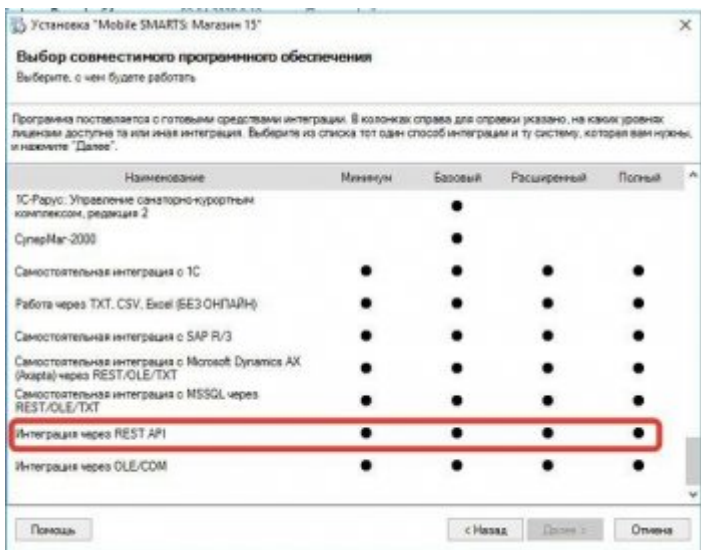 Установка "Mobile SMARTS: Магазин 15"
Выбор совместимого программного обеспечения
Выберите, с чем будете работать
Программа поставляется с готовыми средствами интеграции. В колонках справа для справки указано, на каких уровнях
лицензии доступна та или иная интеграция. Выберите из списка тот один способ интеграции и ту систему, которая вам нужны,
и нажмите "Далее".
Наименование Минимум Базовый Расширенный Полный
1С-Рарус: Управление санаторно-курортным
комплексом, редакция 2
СупермМаг-2000
Самостоятельная интеграция с 1С
Работа через TXT, CSV, Excel (БЕЗ ОНЛАЙН)
Самостоятельная интеграция с SAP R/3
Самостоятельная интеграция с Microsoft Dynamics AX
(Axapta) через REST/OLE/TXT
Самостоятельная интеграция с MSSQL через
REST/OLE/TXT
Интеграция через REST API
Интеграция через OLE/COM
Помощь < Назад Далее > Отмена